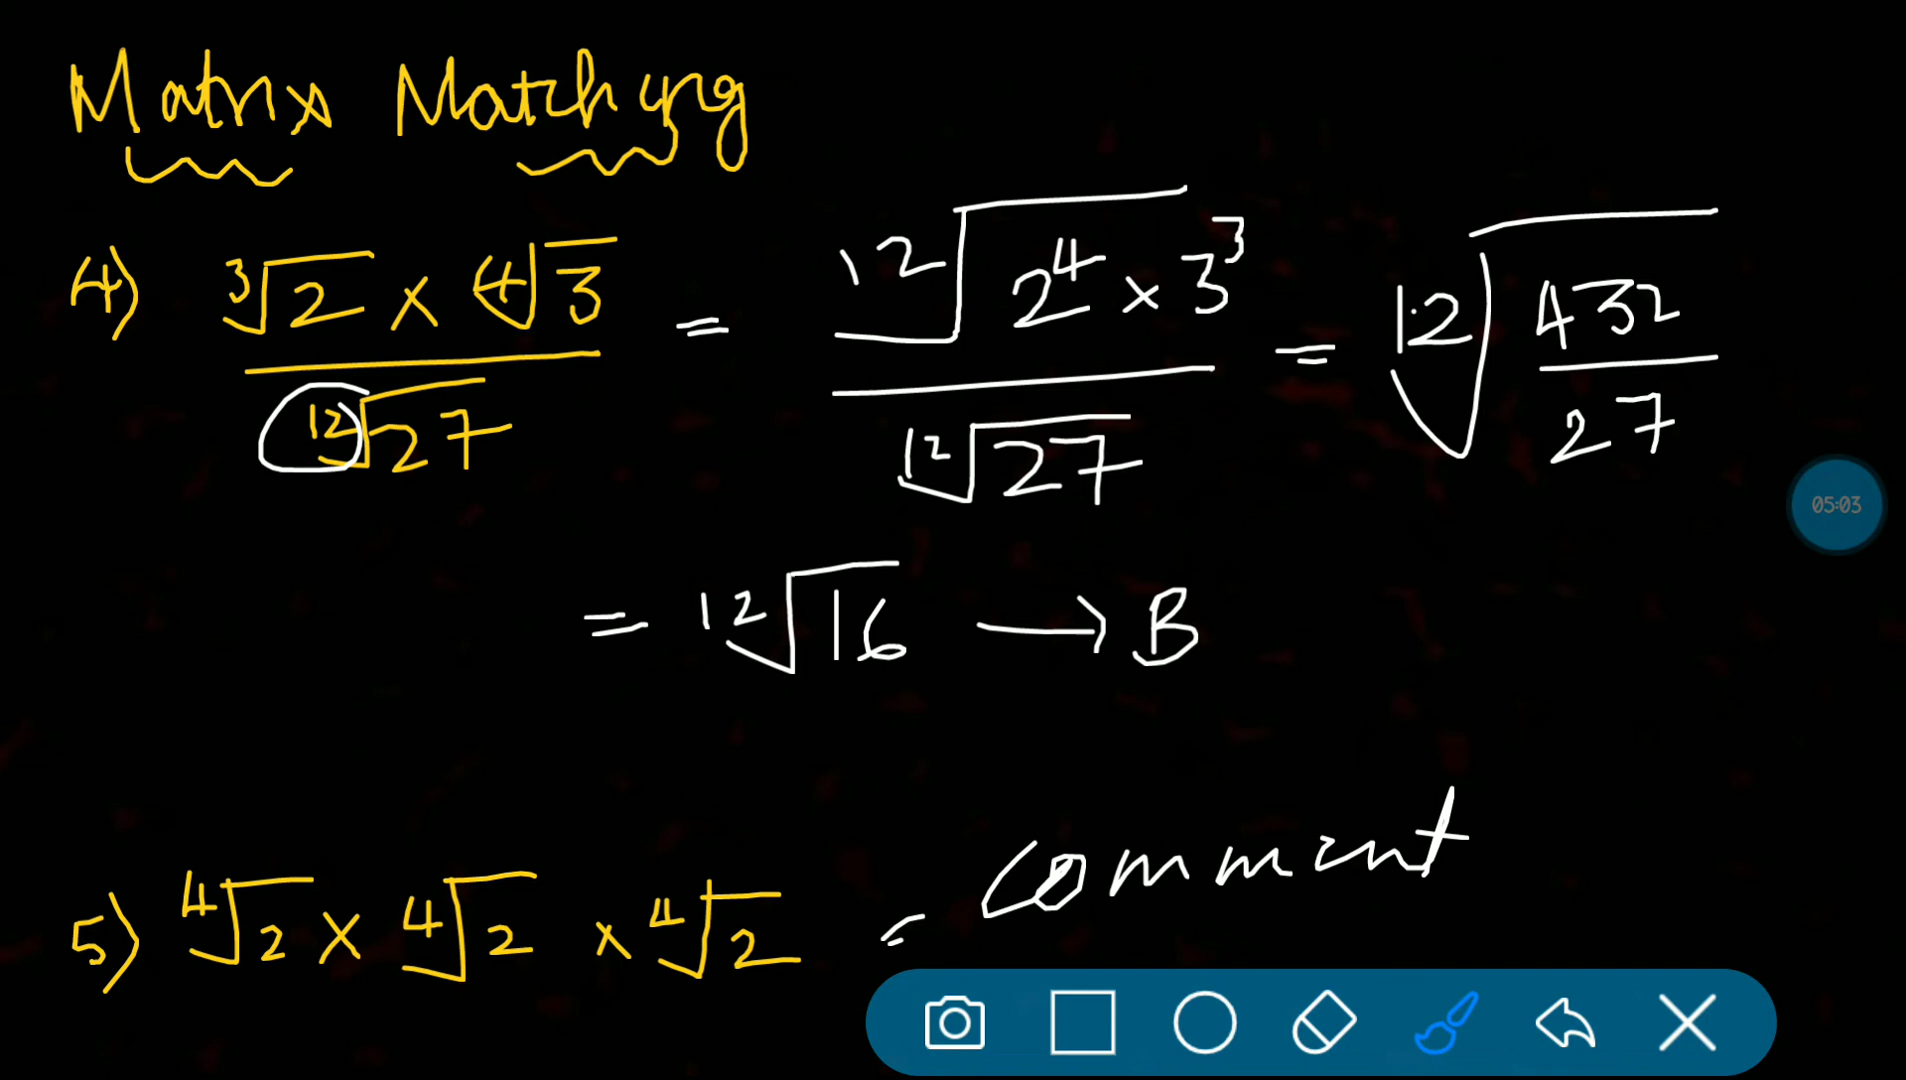 Matrix Matching
4) ∛2 × ∜3 / ¹²√27 = ¹²√2⁴ × 3³ / ¹²√27 = ¹²√432/27
= ¹²√16 → B
05:03
5) ∜2 × ∜2 × ∜2 = comment